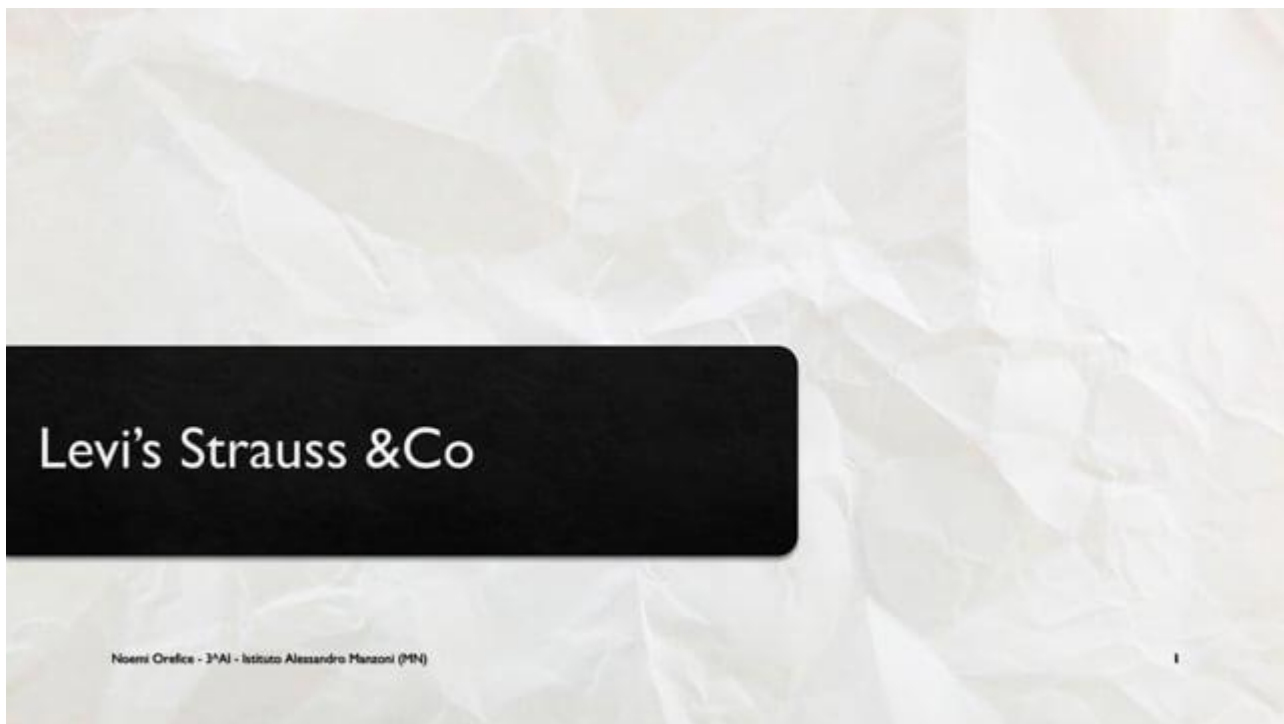 Levi’s Strauss &Co
Noemi Orefice - 3^AI - Istituto Alessandro Manzoni (MN)
1